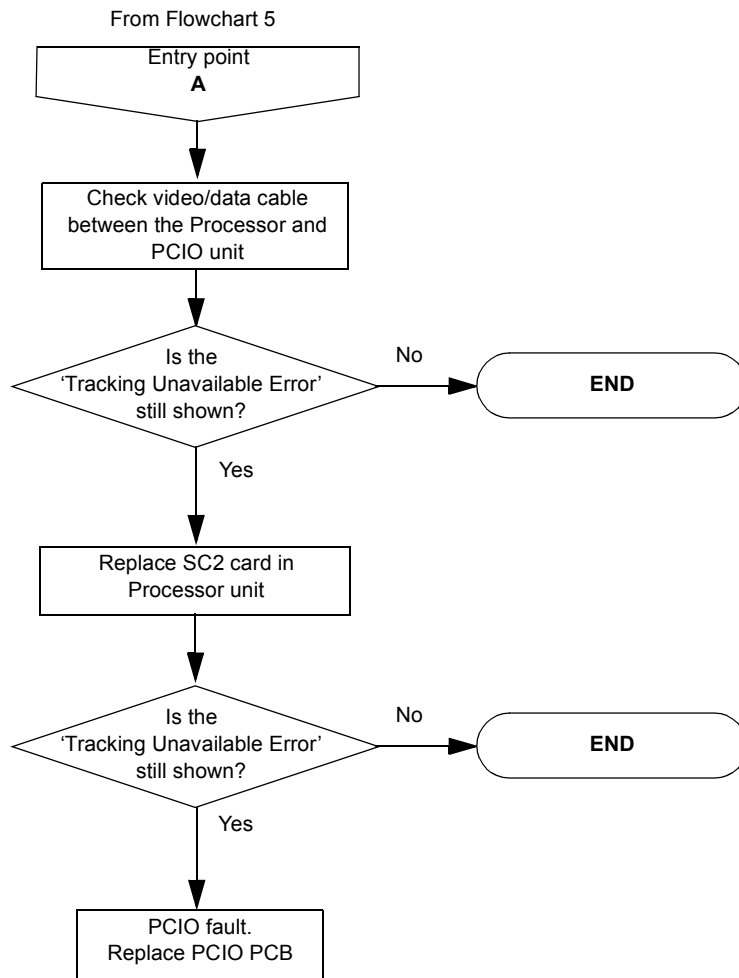 From Flowchart 5
Entry point
A
Check video/data cable
between the Processor and
PCIO unit
Is the
‘Tracking Unavailable Error’
still shown?
No
END
Yes
Replace SC2 card in
Processor unit
Is the
‘Tracking Unavailable Error’
still shown?
No
END
Yes
PCIO fault.
Replace PCIO PCB